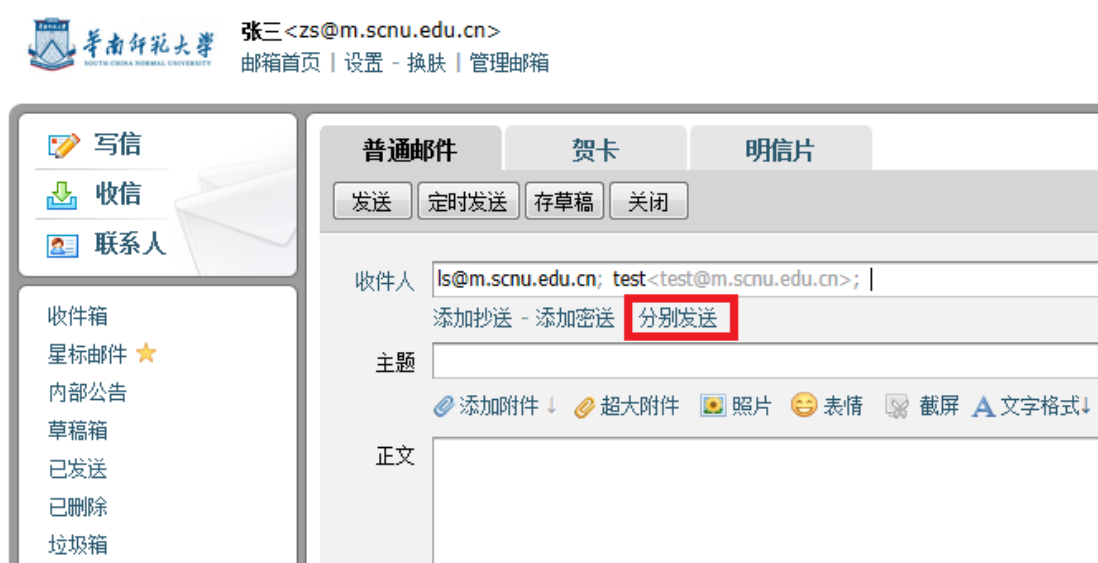 华南师范大学
SOUTH CHINA NORMAL UNIVERSITY
张三<zs@m.scnu.edu.cn>
邮箱首页 | 设置 - 换肤 | 管理邮箱
写信
收信
联系人
收件箱
星标邮件
内部公告
草稿箱
已发送
已删除
垃圾箱
普通邮件 贺卡 明信片
发送 定时发送 存草稿 关闭
收件人 ls@m.scnu.edu.cn; test<test@m.scnu.edu.cn>;
添加抄送 - 添加密送 分别发送
主题
添加附件↓ 超大附件 照片 表情 截屏 A 文字格式↓
正文